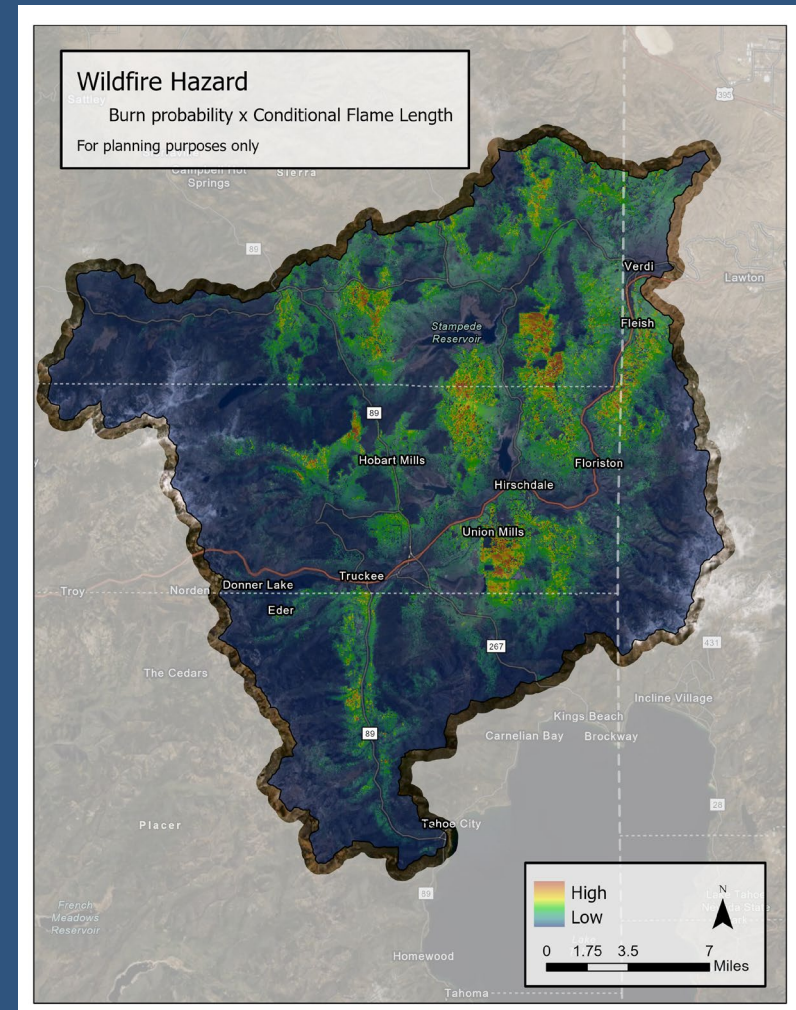 Wildfire Hazard
Burn probability x Conditional Flame Length
For planning purposes only
Sattley
395
Campbell Hot
Springs
Sierra
89
Verdi
Lawton
Stampede
Reservoir
Fleish
89
Hobart Mills
Floriston
Hirschdale
Union Mills
Truckee
Donner Lake
Troy
Norden
Eder
267
431
The Cedars
Incline Village
Kings Beach
Carnelian Bay
Brockway
89
28
Placer
Tahoe City
89
French
Meadows
Reservoir
Homewood
Tahoma
High
Low
N
0 1.75 3.5 7
Miles